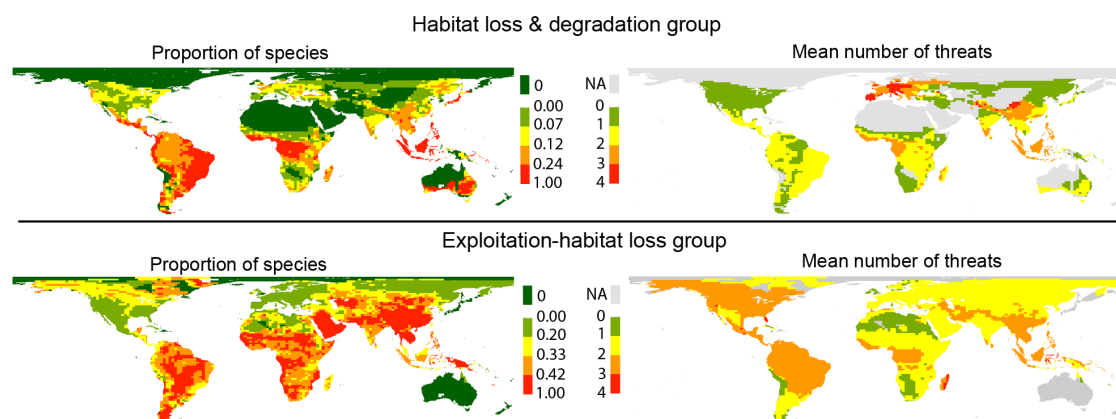 Habitat loss & degradation group
Proportion of species
Mean number of threats
0
0.00
0.07
0.12
0.24
1.00
NA
0
1
2
3
4
Exploitation-habitat loss group
Proportion of species
Mean number of threats
0
0.00
0.20
0.33
0.42
1.00
NA
0
1
2
3
4